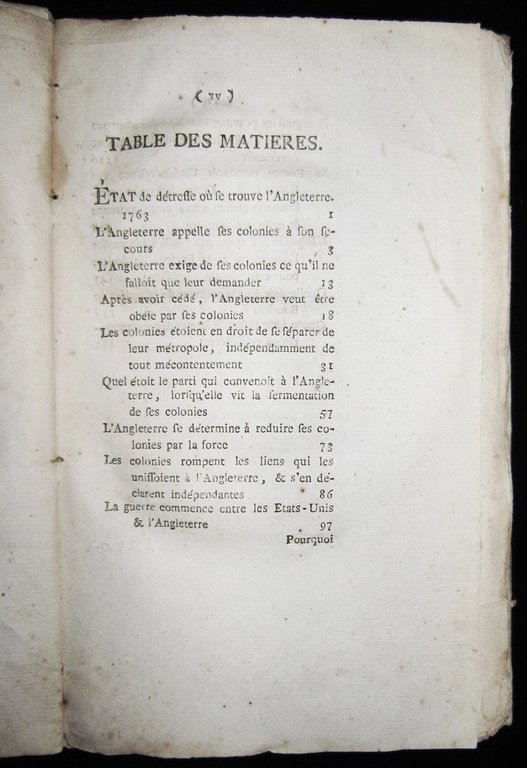 ( xv )
TABLE DES MATIERES.
ÉTAT de détreſſe où ſe trouve l'Angleterre.
1763 1
L'Angleterre appelle ſes colonies à ſon ſe-
cours 3
L'Angleterre exige de ſes colonies ce qu'il ne
falloit que leur demander 13
Après avoir cédé, l'Angleterre veut être
obéie par ſes colonies 18
Les colonies étoient en droit de ſe ſéparer de
leur métropole, indépendamment de
tout mécontentement 31
Quel étoit le parti qui convenoit à l'Angle-
terre, lorſqu'elle vit la fermentation
de ſes colonies 57
L'Angleterre ſe détermine à réduire ſes co-
lonies par la force 73
Les colonies rompent les liens qui les
uniſſoient à l'Angleterre, & s'en dé-
clarent indépendantes 86
La guerre commence entre les Etats-Unis
& l'Angleterre 97
Pourquoi